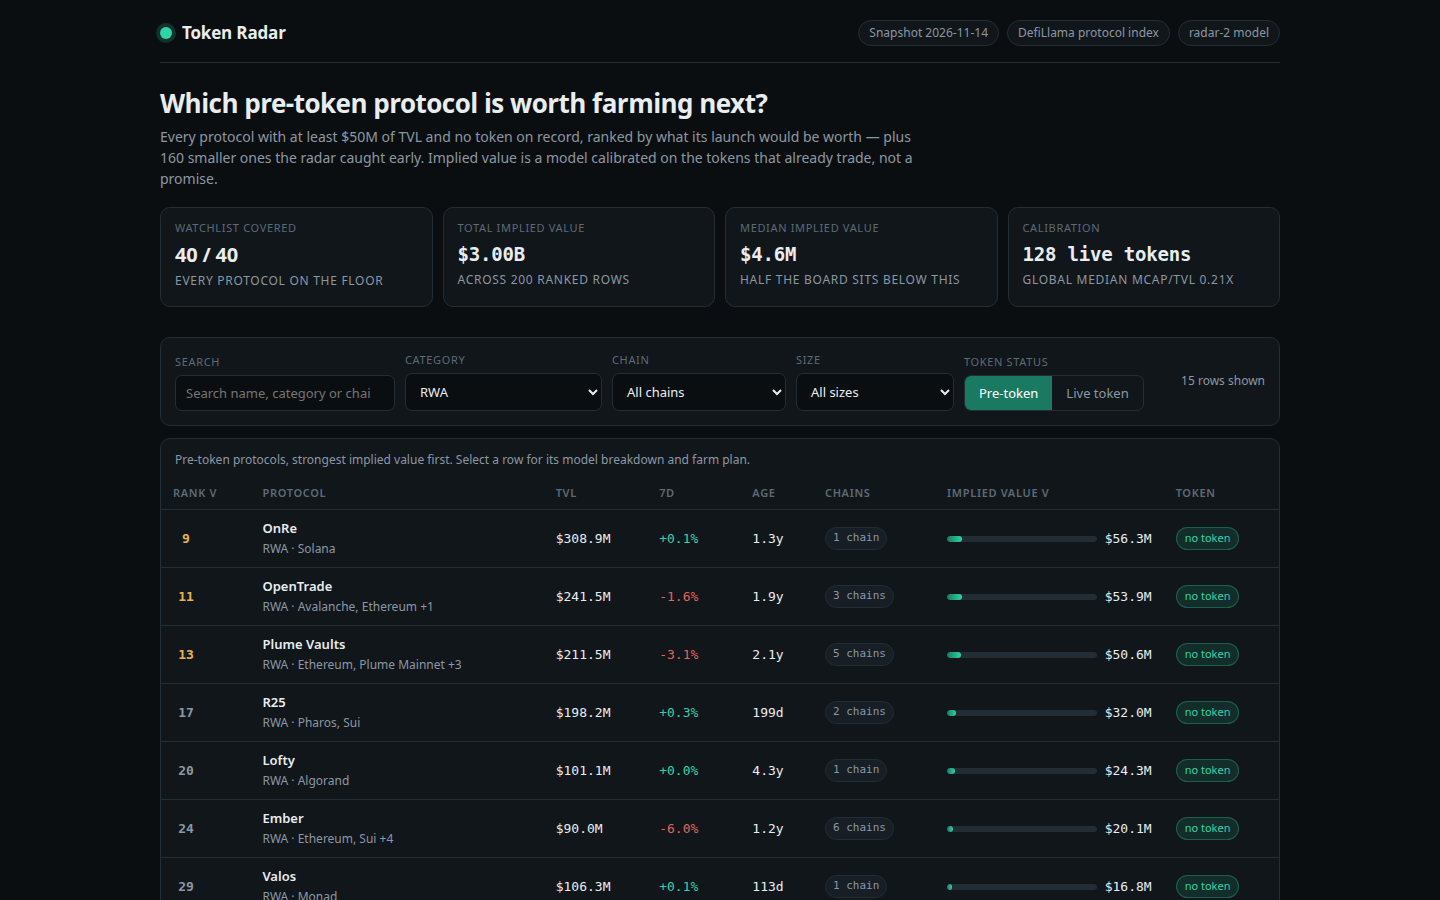 Token Radar
Snapshot 2026-11-14
DefiLlama protocol index
radar-2 model
Which pre-token protocol is worth farming next?
Every protocol with at least $50M of TVL and no token on record, ranked by what its launch would be worth — plus
160 smaller ones the radar caught early. Implied value is a model calibrated on the tokens that already trade, not a
promise.
WATCHLIST COVERED
40 / 40
EVERY PROTOCOL ON THE FLOOR
TOTAL IMPLIED VALUE
$3.00B
ACROSS 200 RANKED ROWS
MEDIAN IMPLIED VALUE
$4.6M
HALF THE BOARD SITS BELOW THIS
CALIBRATION
128 live tokens
GLOBAL MEDIAN MCAP/TVL 0.21X
SEARCH
Search name, category or chai
CATEGORY
RWA
CHAIN
All chains
SIZE
All sizes
TOKEN STATUS
Pre-token
Live token
15 rows shown
Pre-token protocols, strongest implied value first. Select a row for its model breakdown and farm plan.
RANK V PROTOCOL TVL 7D AGE CHAINS IMPLIED VALUE V TOKEN
9 OnRe $308.9M +0.1% 1.3y 1 chain $56.3M no token
RWA · Solana
11 OpenTrade $241.5M -1.6% 1.9y 3 chains $53.9M no token
RWA · Avalanche, Ethereum +1
13 Plume Vaults $211.5M -3.1% 2.1y 5 chains $50.6M no token
RWA · Ethereum, Plume Mainnet +3
17 R25 $198.2M +0.3% 199d 2 chains $32.0M no token
RWA · Pharos, Sui
20 Lofty $101.1M +0.0% 4.3y 1 chain $24.3M no token
RWA · Algorand
24 Ember $90.0M -6.0% 1.2y 6 chains $20.1M no token
RWA · Ethereum, Sui +4
29 Valos $106.3M +0.1% 113d 1 chain $16.8M no token
RWA · Monad